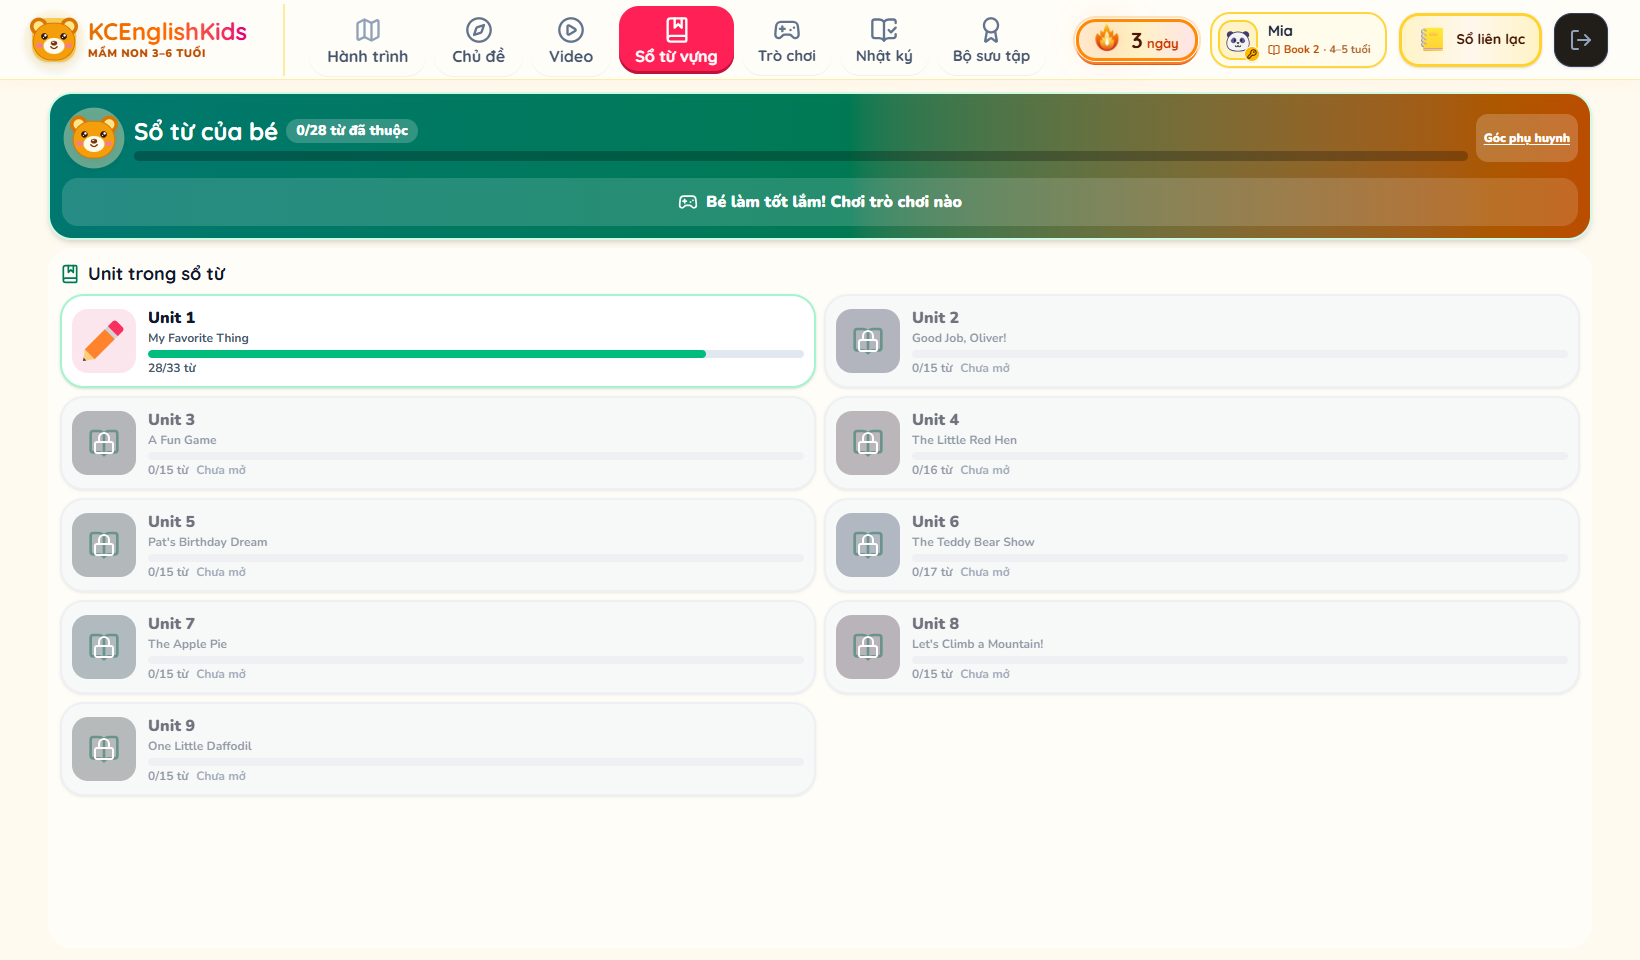 KCEnglishKids
MẦM NON 3–6 TUỔI
Hành trình
Chủ đề
Video
Sổ từ vựng
Trò chơi
Nhật ký
Bộ sưu tập
3 ngày
Mia
Book 2 · 4–5 tuổi
Sổ liên lạc
Sổ từ của bé
0/28 từ đã thuộc
Góc phụ huynh
Bé làm tốt lắm! Chơi trò chơi nào
Unit trong sổ từ
Unit 1
My Favorite Thing
28/33 từ
Unit 2
Good Job, Oliver!
0/15 từ Chưa mở
Unit 3
A Fun Game
0/15 từ Chưa mở
Unit 4
The Little Red Hen
0/16 từ Chưa mở
Unit 5
Pat's Birthday Dream
0/15 từ Chưa mở
Unit 6
The Teddy Bear Show
0/17 từ Chưa mở
Unit 7
The Apple Pie
0/15 từ Chưa mở
Unit 8
Let's Climb a Mountain!
0/15 từ Chưa mở
Unit 9
One Little Daffodil
0/15 từ Chưa mở